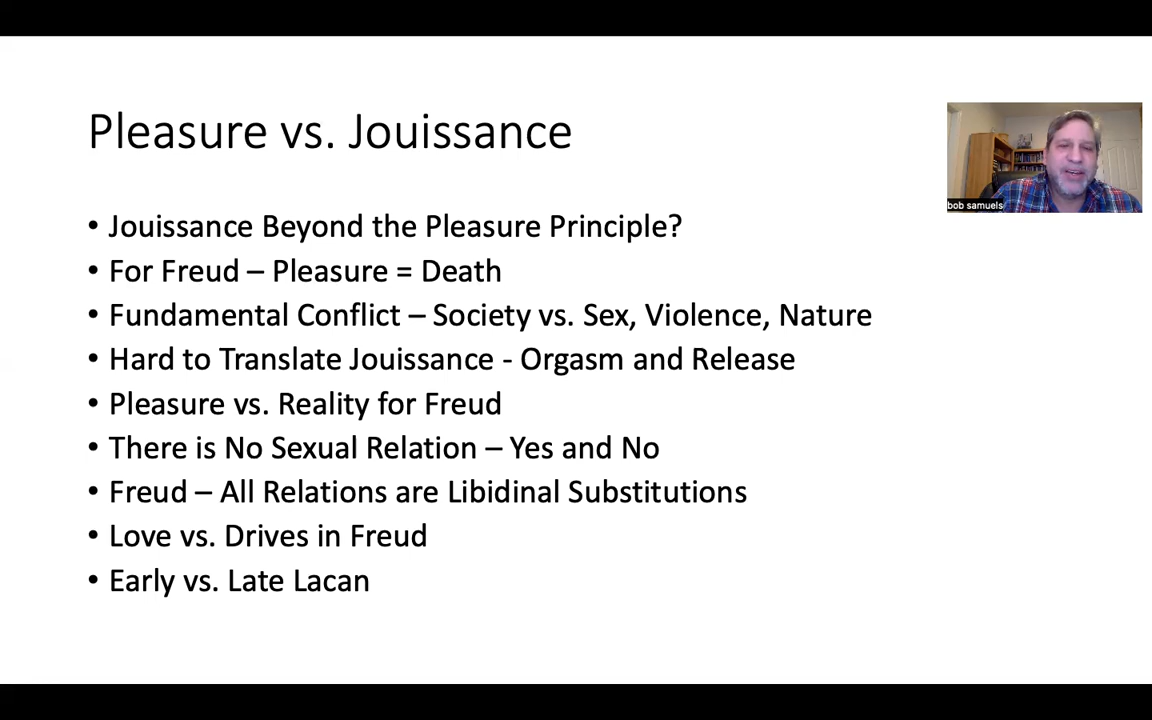 Pleasure vs. Jouissance
bob samuels
• Jouissance Beyond the Pleasure Principle?
• For Freud – Pleasure = Death
• Fundamental Conflict – Society vs. Sex, Violence, Nature
• Hard to Translate Jouissance - Orgasm and Release
• Pleasure vs. Reality for Freud
• There is No Sexual Relation – Yes and No
• Freud – All Relations are Libidinal Substitutions
• Love vs. Drives in Freud
• Early vs. Late Lacan